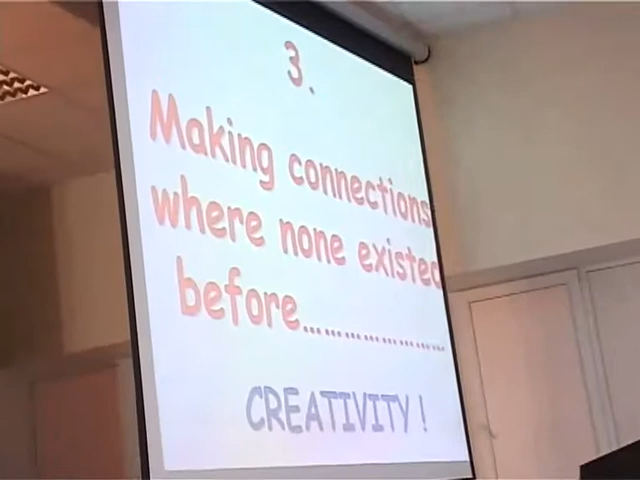 3.
Making connections
where none existed
before........................
CREATIVITY !